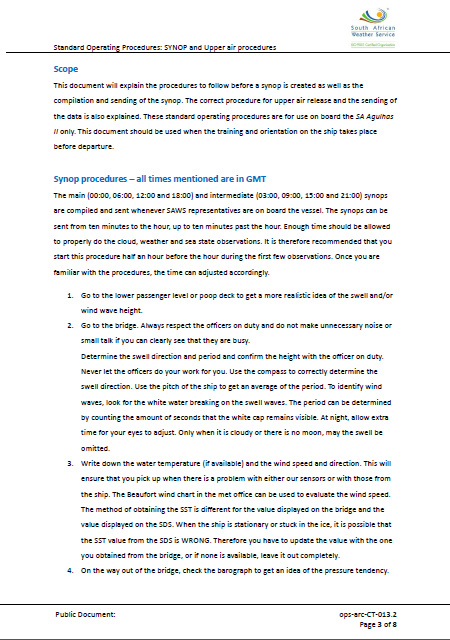 South African
Weather Service
ISO 9001 Certified Organisation
Standard Operating Procedures: SYNOP and Upper air procedures
Scope
This document will explain the procedures to follow before a synop is created as well as the
compilation and sending of the synop. The correct procedure for upper air release and the sending of
the data is also explained. These standard operating procedures are for use on board the SA Agulhas
II only. This document should be used when the training and orientation on the ship takes place
before departure.
Synop procedures – all times mentioned are in GMT
The main (00:00, 06:00, 12:00 and 18:00) and intermediate (03:00, 09:00, 15:00 and 21:00) synops
are compiled and sent whenever SAWS representatives are on board the vessel. The synops can be
sent from ten minutes to the hour, up to ten minutes past the hour. Enough time should be allowed
to properly do the cloud, weather and sea state observations. It is therefore recommended that you
start this procedure half an hour before the hour during the first few observations. Once you are
familiar with the procedures, the time can adjusted accordingly.
1. Go to the lower passenger level or poop deck to get a more realistic idea of the swell and/or
wind wave height.
2. Go to the bridge. Always respect the officers on duty and do not make unnecessary noise or
small talk if you can clearly see that they are busy.
Determine the swell direction and period and confirm the height with the officer on duty.
Never let the officers do your work for you. Use the compass to correctly determine the
swell direction. Use the pitch of the ship to get an average of the period. To identify wind
waves, look for the white water breaking on the swell waves. The period can be determined
by counting the amount of seconds that the white cap remains visible. At night, allow extra
time for your eyes to adjust. Only when it is cloudy or there is no moon, may the swell be
omitted.
3. Write down the water temperature (if available) and the wind speed and direction. This will
ensure that you pick up when there is a problem with either our sensors or with those from
the ship. The Beaufort wind chart in the met office can be used to evaluate the wind speed.
The method of obtaining the SST is different for the value displayed on the bridge and the
value displayed on the SDS. When the ship is stationary or stuck in the ice, it is possible that
the SST value from the SDS is WRONG. Therefore you have to update the value with the one
you obtained from the bridge, or if none is available, leave it out completely.
4. On the way out of the bridge, check the barograph to get an idea of the pressure tendency.
Public Document:
ops-arc-CT-013.2
Page 3 of 8